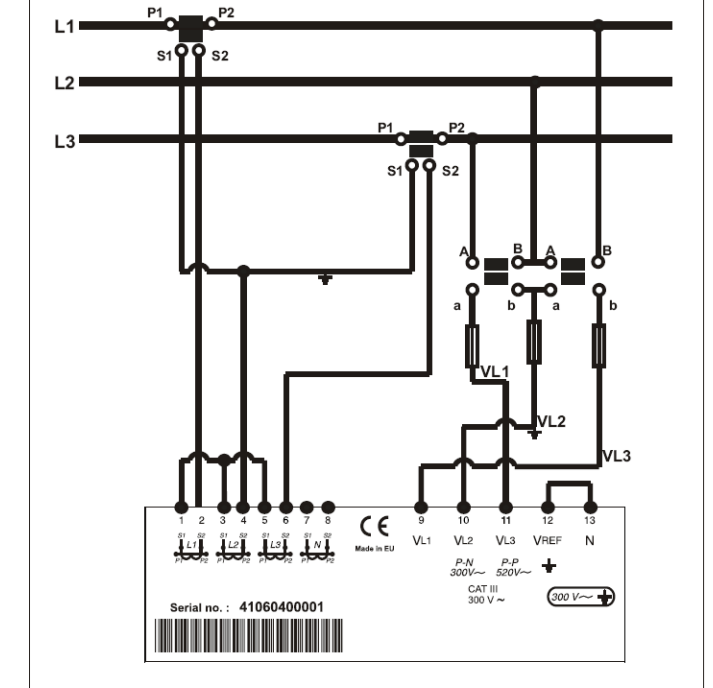 P1 P2
L1
S1 S2
L2
P1 P2
L3
S1 S2
A B A B
a b a b
VL1
VL2
VL3
1 2 3 4 5 6 7 8 9 10 11 12 13
S1 S2 S1 S2 S1 S2 S1 S2
L1 L2 L3 N
P1 P2 P1 P2 P1 P2 P1 P2
CE
Made in EU
VL1 VL2 VL3 VREF N
P-N P-P
300V~ 520V~
CAT III
300 V ~
300 V~
Serial no. : 41060400001